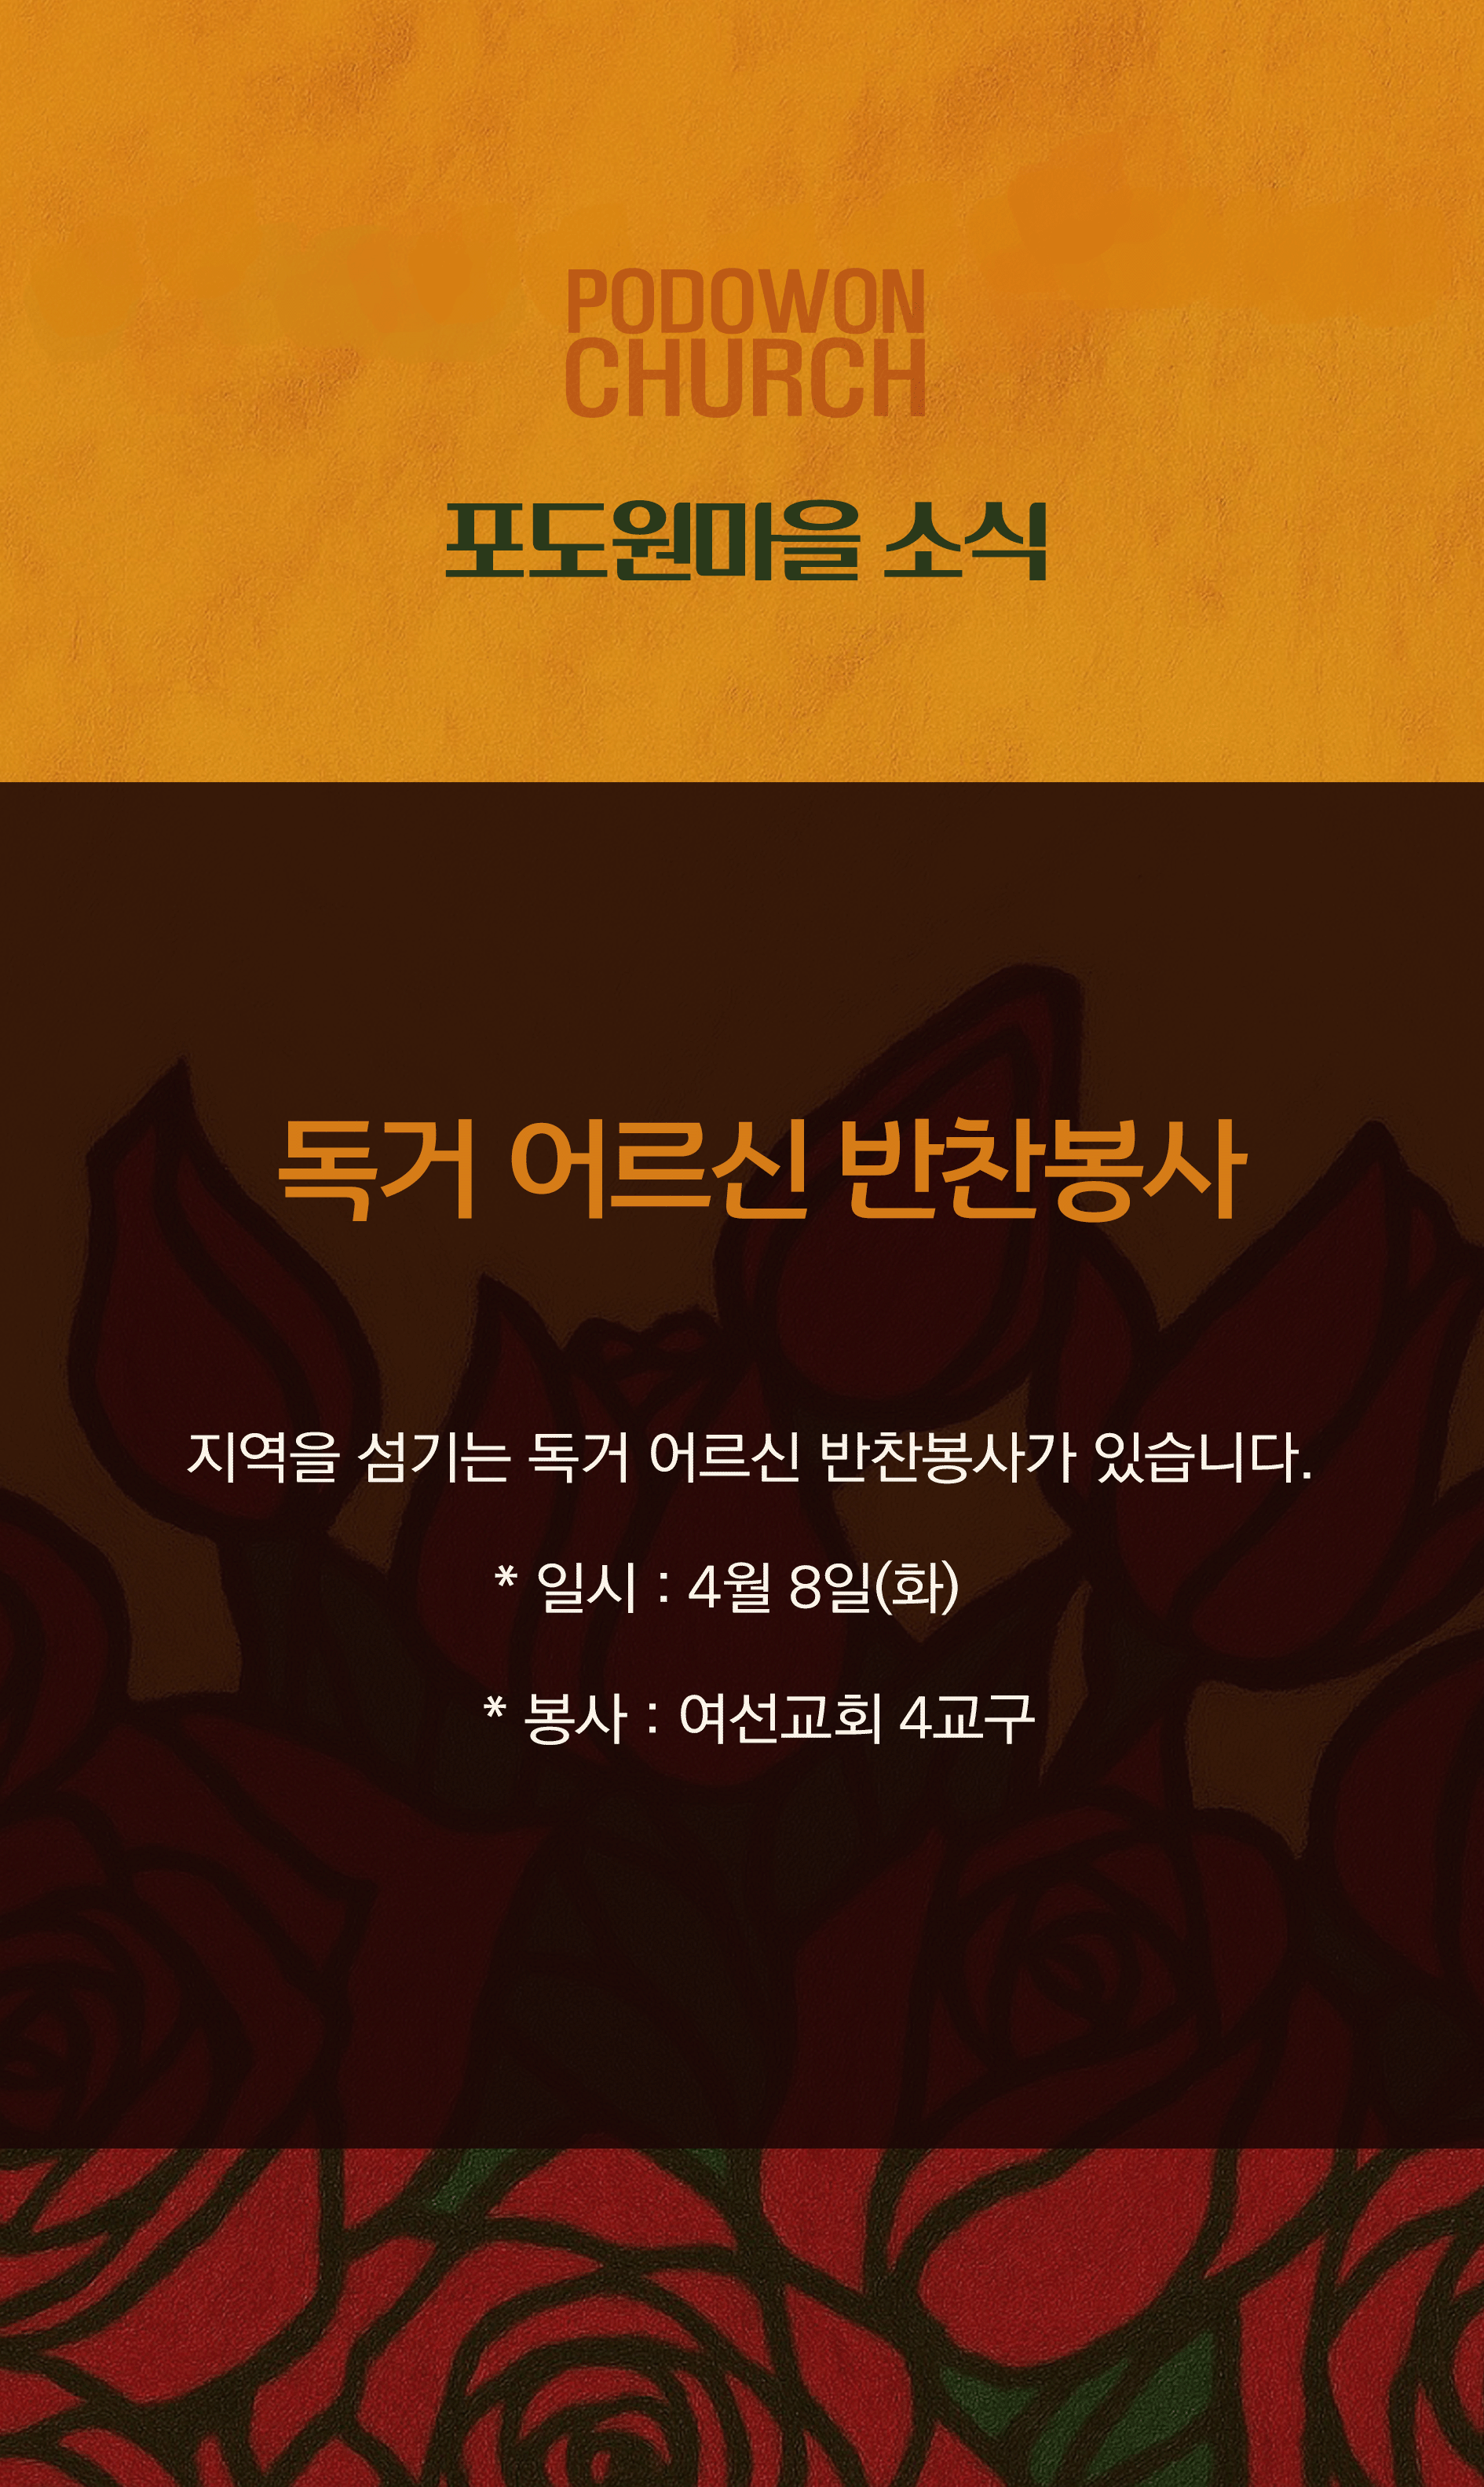 PODOWON
CHURCH
포도원마을 소식
독거 어르신 반찬봉사
지역을 섬기는 독거 어르신 반찬봉사가 있습니다.
* 일시 : 4월 8일(화)
* 봉사 : 여선교회 4교구